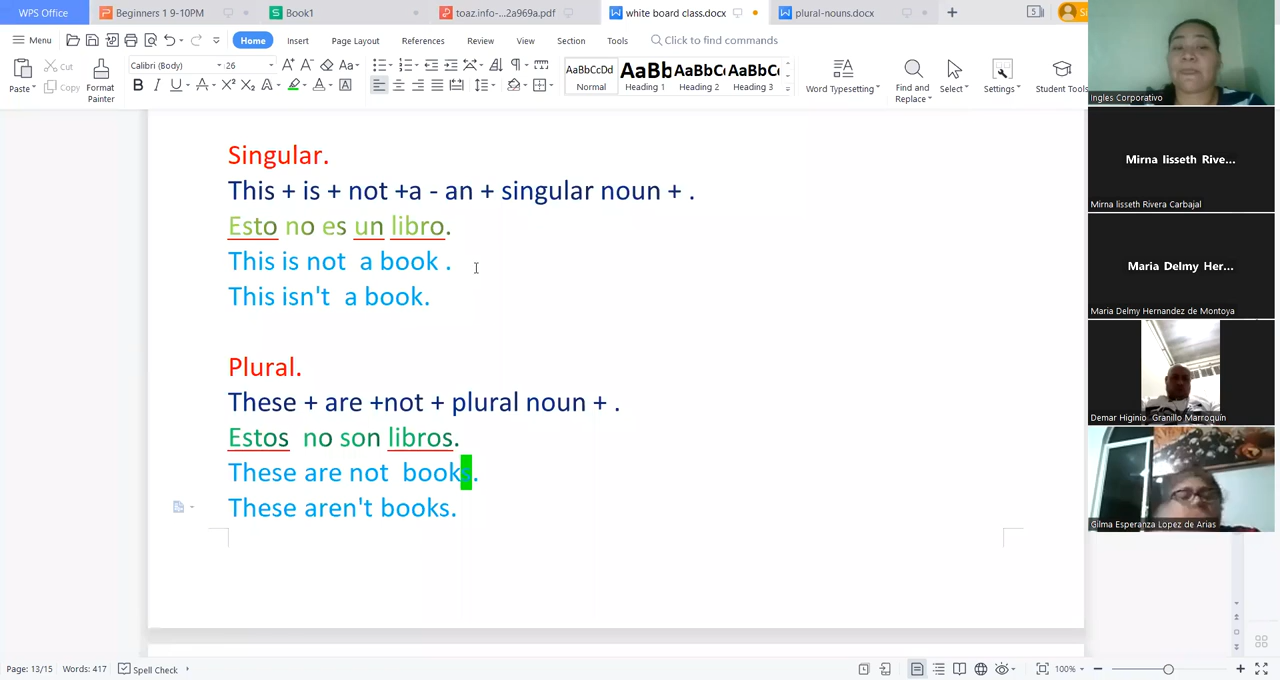 WPS Office
Beginners 1 9-10PM
Book1
toaz.info-...2a969a.pdf
white board class.docx
plural-nouns.docx
5
Si
Menu
Home
Insert
Page Layout
References
Review
View
Section
Tools
Click to find commands
Paste
Cut
Copy
Format Painter
Calibri (Body)
26
AaBbCcDd
Normal
AaBb
Heading 1
AaBbC
Heading 2
AaBbC
Heading 3
Word Typesetting
Find and Replace
Select
Settings
Student Tools
Singular.
This + is + not +a - an + singular noun + .
Esto no es un libro.
This is not a book .
This isn't a book.
Plural.
These + are +not + plural noun + .
Estos no son libros.
These are not books.
These aren't books.
Ingles Corporativo
Mirna lisseth Rive...
Mirna lisseth Rivera Carbajal
Maria Delmy Her...
Maria Delmy Hernandez de Montoya
Demar Higinio Granillo Marroquín
Gilma Esperanza Lopez de Arias
Page: 13/15
Words: 417
Spell Check
100%